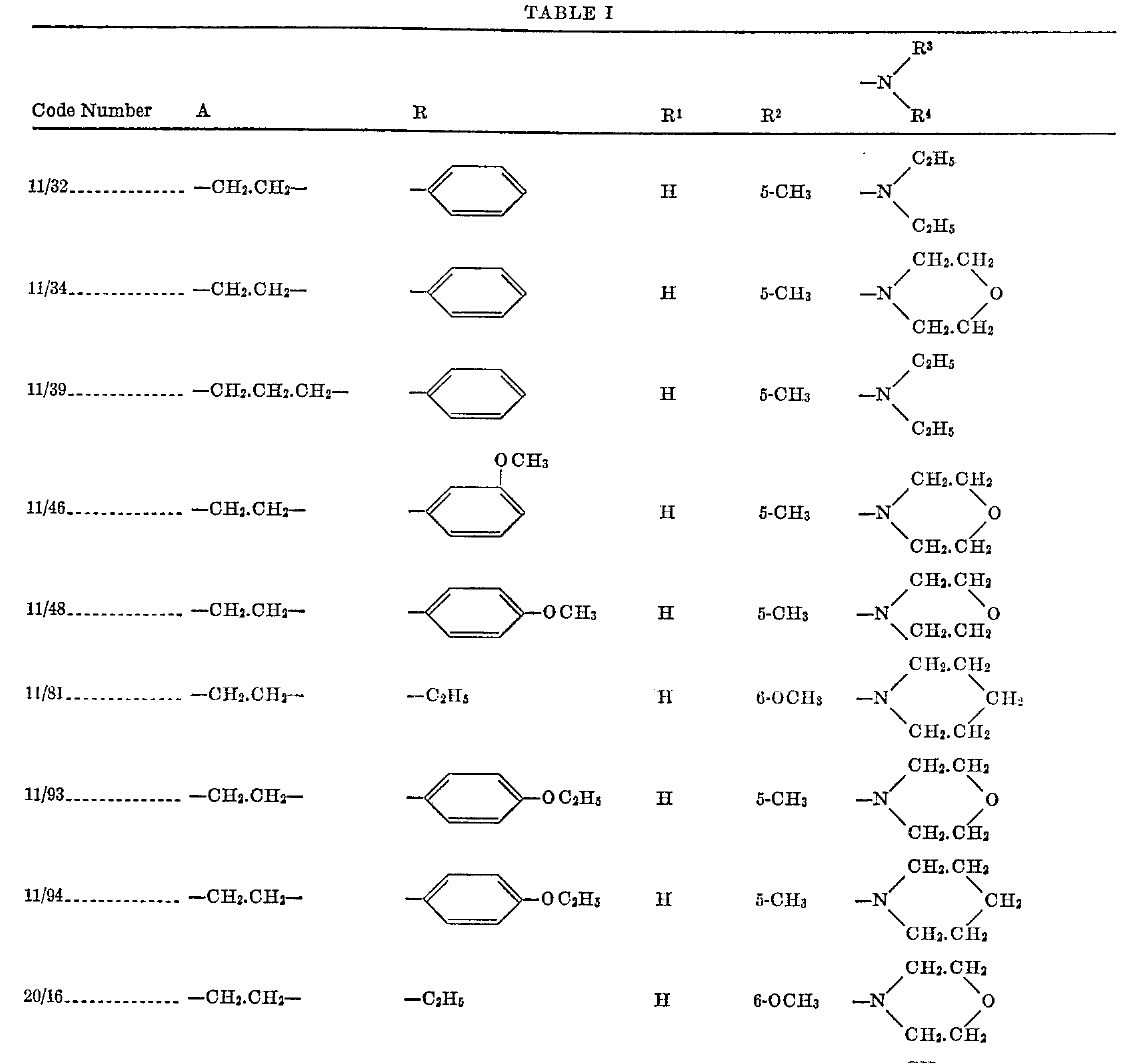 TABLE I
R³
—N
Code Number A R R¹ R² R⁴
C₂H₅
11/32 —CH₂.CH₂— H 5-CH₃ —N
C₂H₅
CH₂.CH₂
11/34 —CH₂.CH₂— H 5-CH₃ —N O
CH₂.CH₂
C₂H₅
11/39 —CH₂.CH₂.CH₂— H 5-CH₃ —N
C₂H₅
OCH₃
CH₂.CH₂
11/46 —CH₂.CH₂— H 5-CH₃ —N O
CH₂.CH₂
CH₂.CH₂
11/48 —CH₂.CH₂— —OCH₃ H 5-CH₃ —N O
CH₂.CH₂
CH₂.CH₂
11/81 —CH₂.CH₂— —C₂H₅ H 6-OCH₃ —N CH₂
CH₂.CH₂
CH₂.CH₂
11/93 —CH₂.CH₂— —OC₂H₅ H 5-CH₃ —N O
CH₂.CH₂
CH₂.CH₂
11/94 —CH₂.CH₂— —OC₂H₅ H 5-CH₃ —N CH₂
CH₂.CH₂
CH₂.CH₂
20/16 —CH₂.CH₂— —C₂H₅ H 6-OCH₃ —N O
CH₂.CH₂